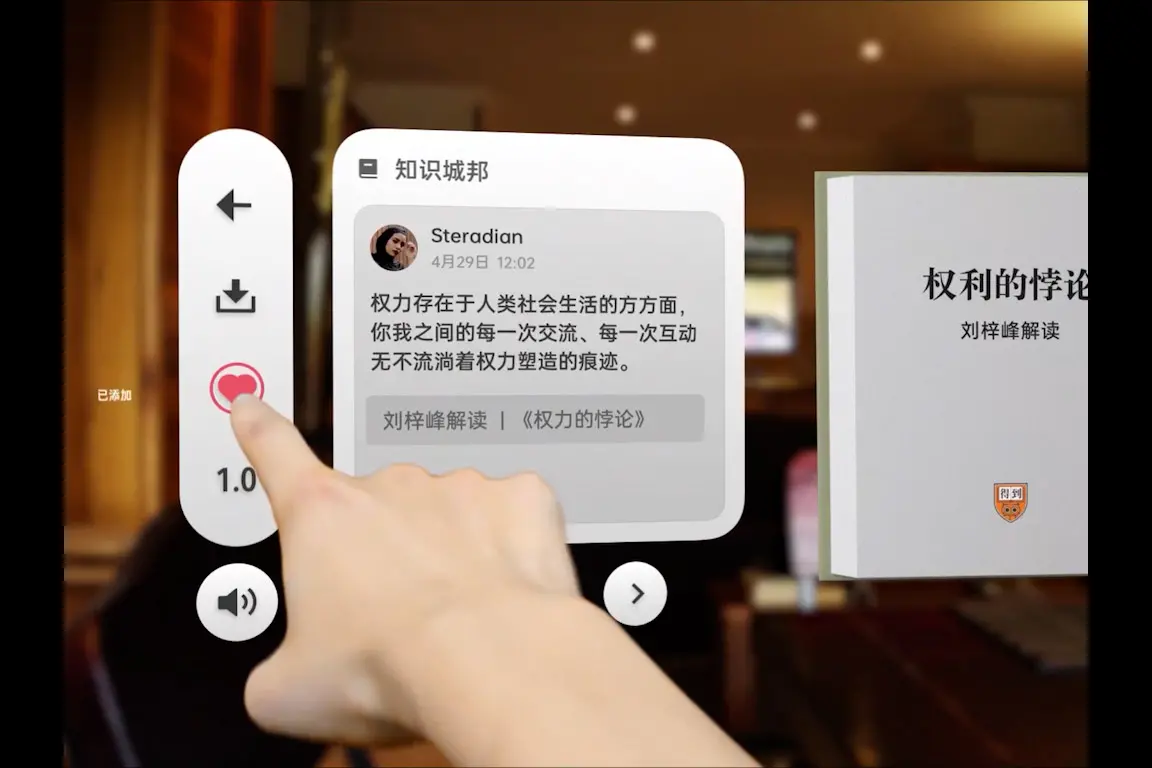 已添加
1.0
知识城邦
Steradian
4月29日 12:02
权力存在于人类社会生活的方方面，
你我之间的每一次交流、每一次互动
无不流淌着权力塑造的痕迹。
刘梓峰解读 | 《权力的悖论》
权利的悖论
刘梓峰解读
得到